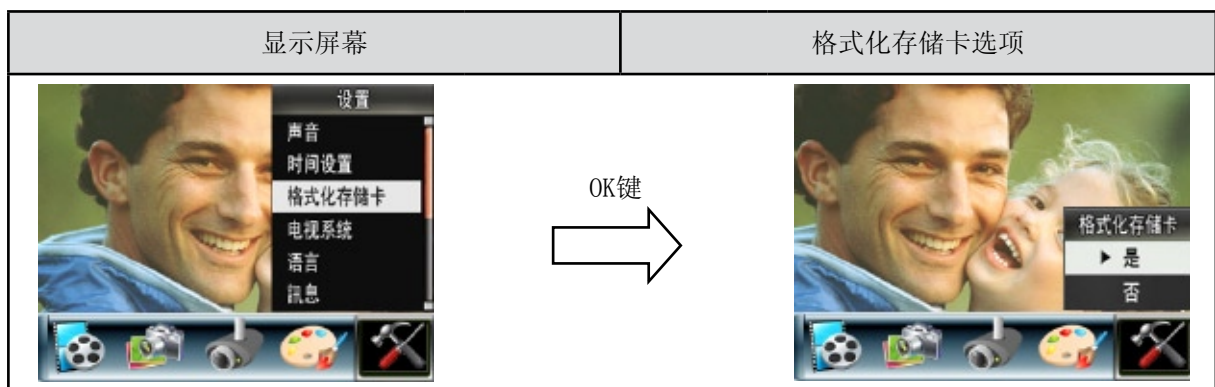 显示屏幕
格式化存储卡选项
设置
声音
时间设置
格式化存储卡
电视系统
语言
訊息
OK键
格式化存储卡
是
否